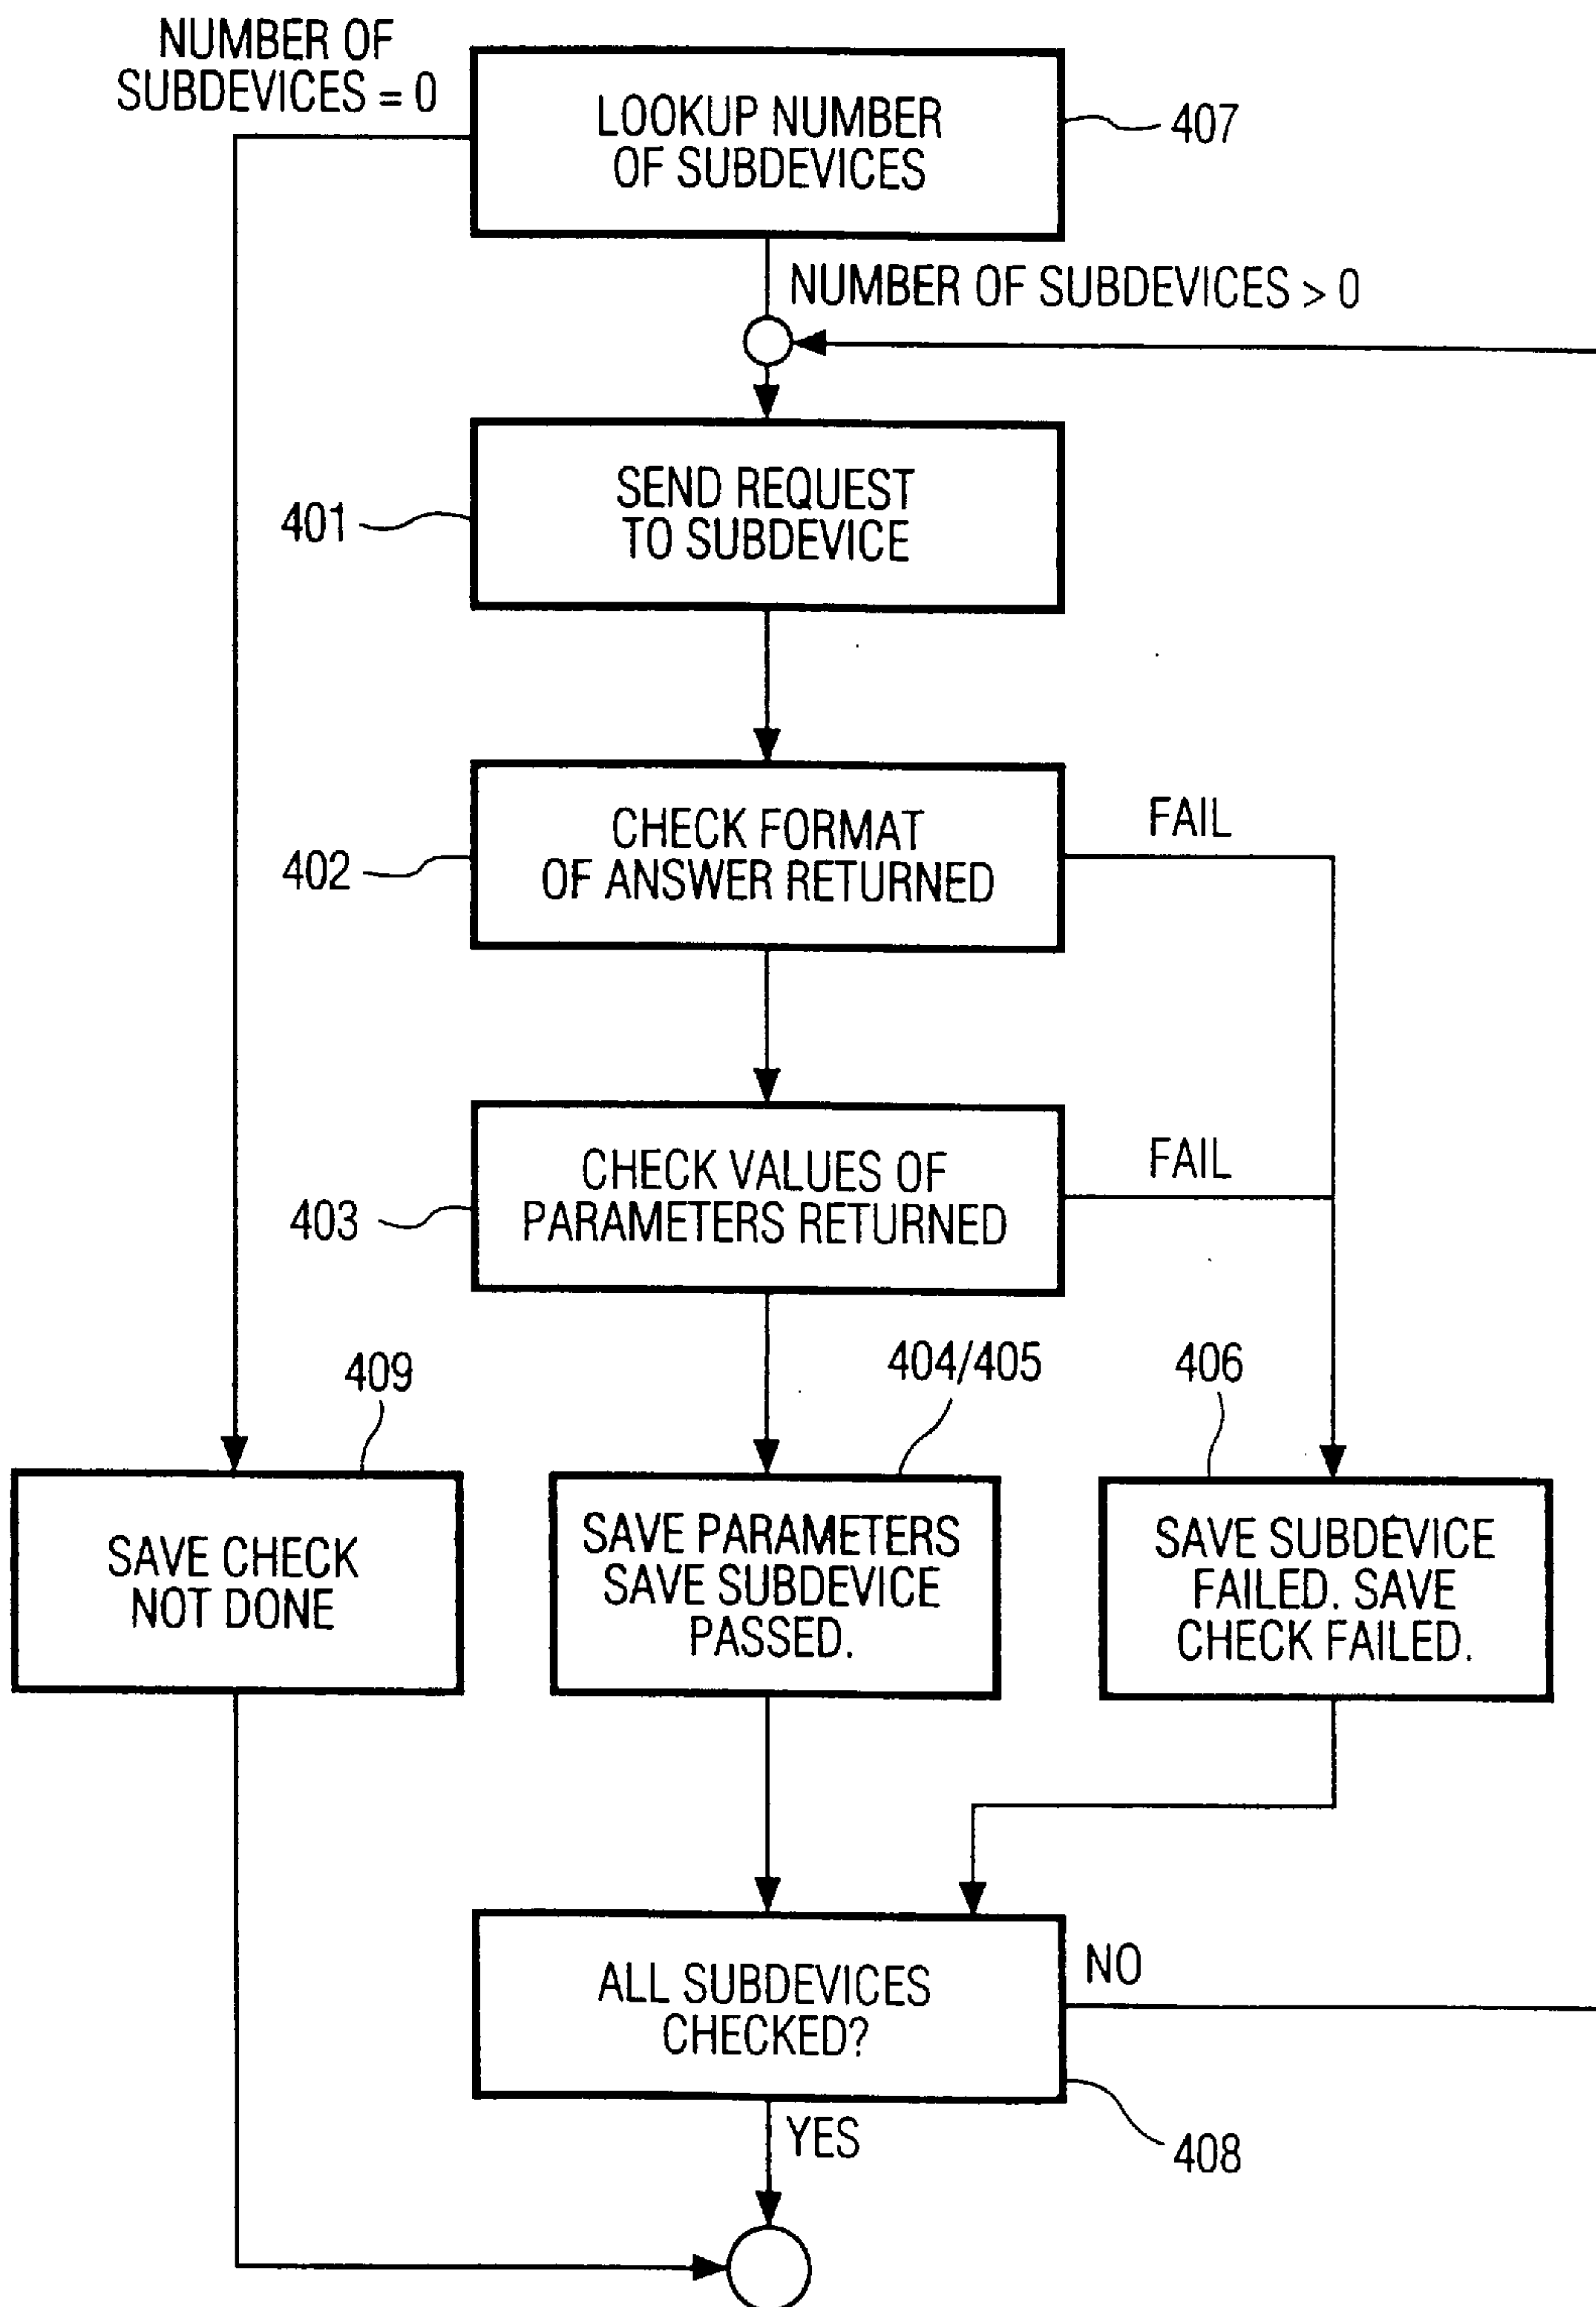 NUMBER OF
SUBDEVICES = 0
LOOKUP NUMBER
OF SUBDEVICES
407
NUMBER OF SUBDEVICES > 0
SEND REQUEST
TO SUBDEVICE
401
CHECK FORMAT
OF ANSWER RETURNED
FAIL
402
CHECK VALUES OF
PARAMETERS RETURNED
FAIL
403
409
404/405
406
SAVE CHECK
NOT DONE
SAVE PARAMETERS
SAVE SUBDEVICE
PASSED.
SAVE SUBDEVICE
FAILED. SAVE
CHECK FAILED.
ALL SUBDEVICES
CHECKED?
NO
YES
408